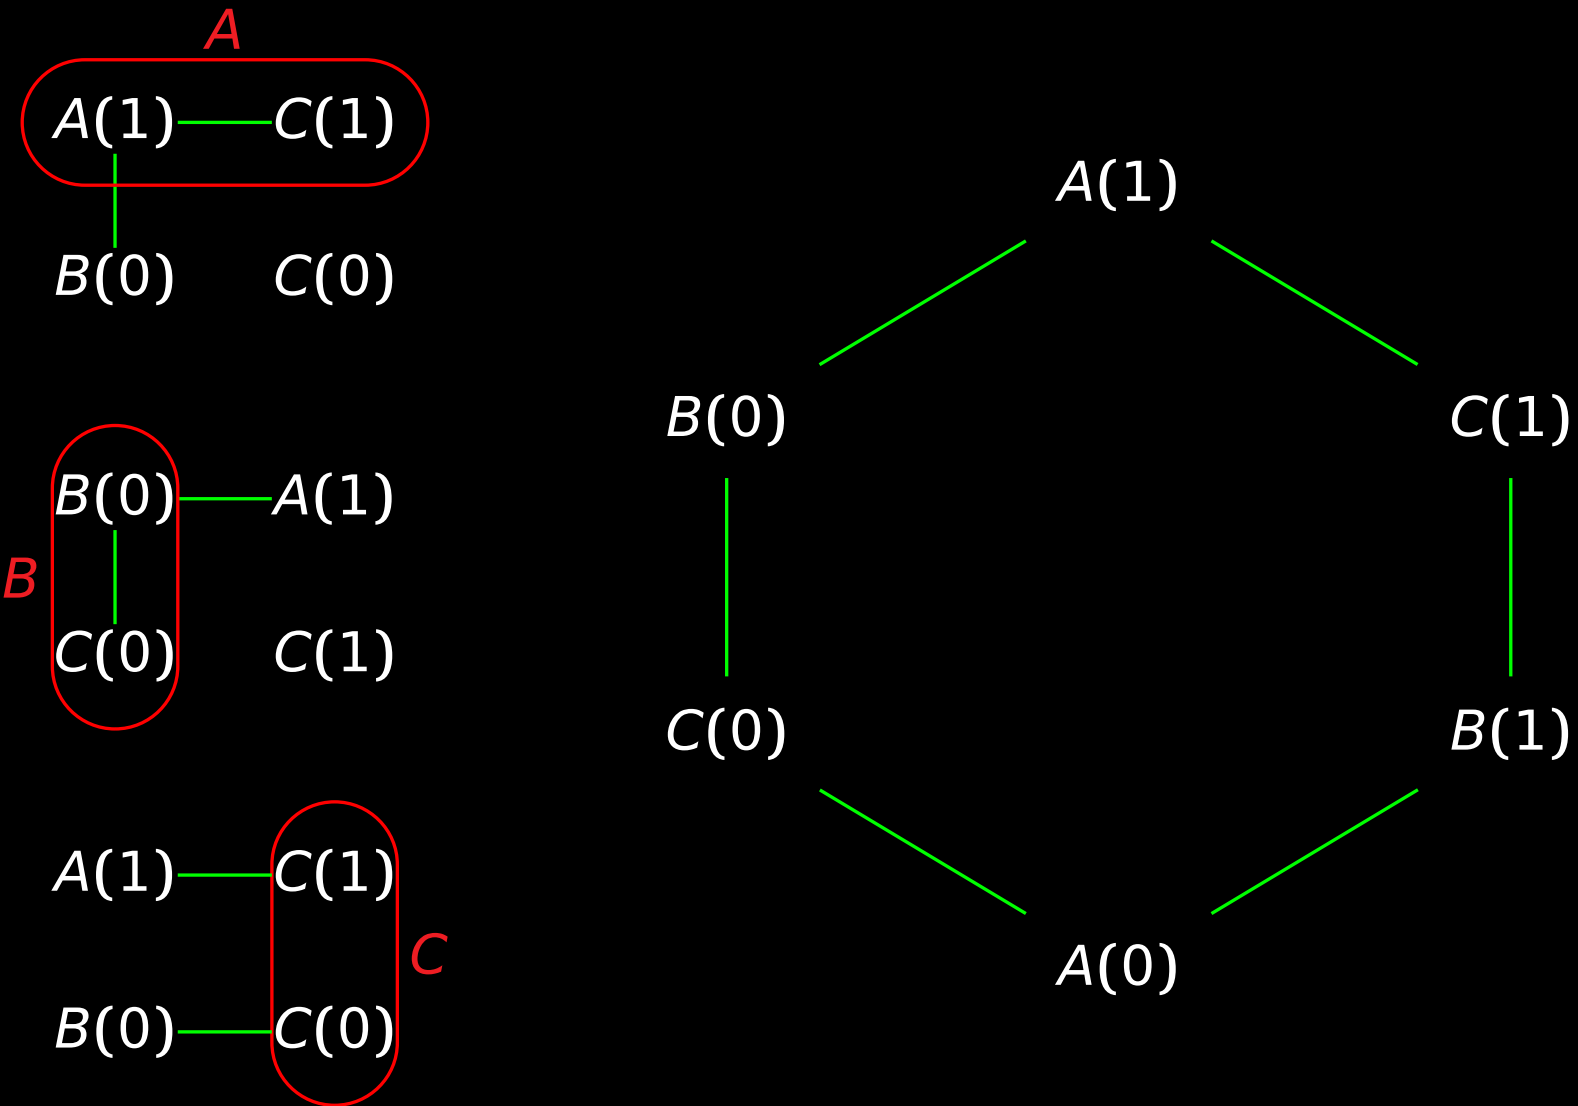 A
A(1) C(1)
B(0) C(0)
B
B(0) A(1)
C(0) C(1)
C
A(1) C(1)
B(0) C(0)
A(1)
B(0) C(1)
C(0) B(1)
A(0)